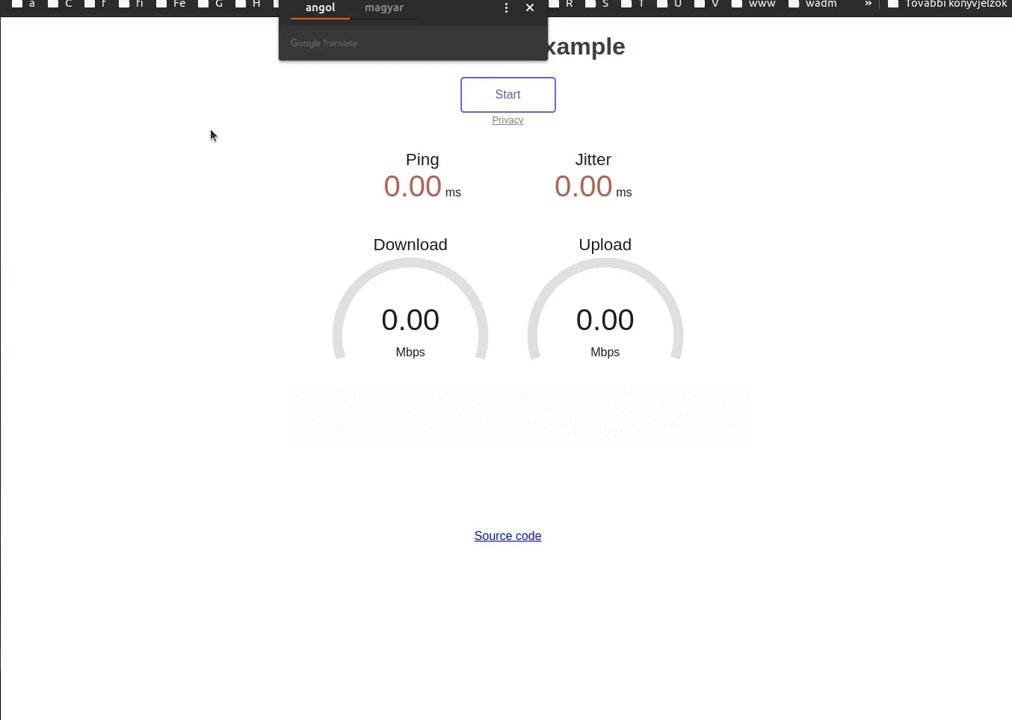 a C r fi Fe G H R S T U V www wadm » További könyvjelzők
angol magyar
Google Translate
xample
Start
Privacy
Ping Jitter
0.00 ms 0.00 ms
Download Upload
0.00 0.00
Mbps Mbps
Source code